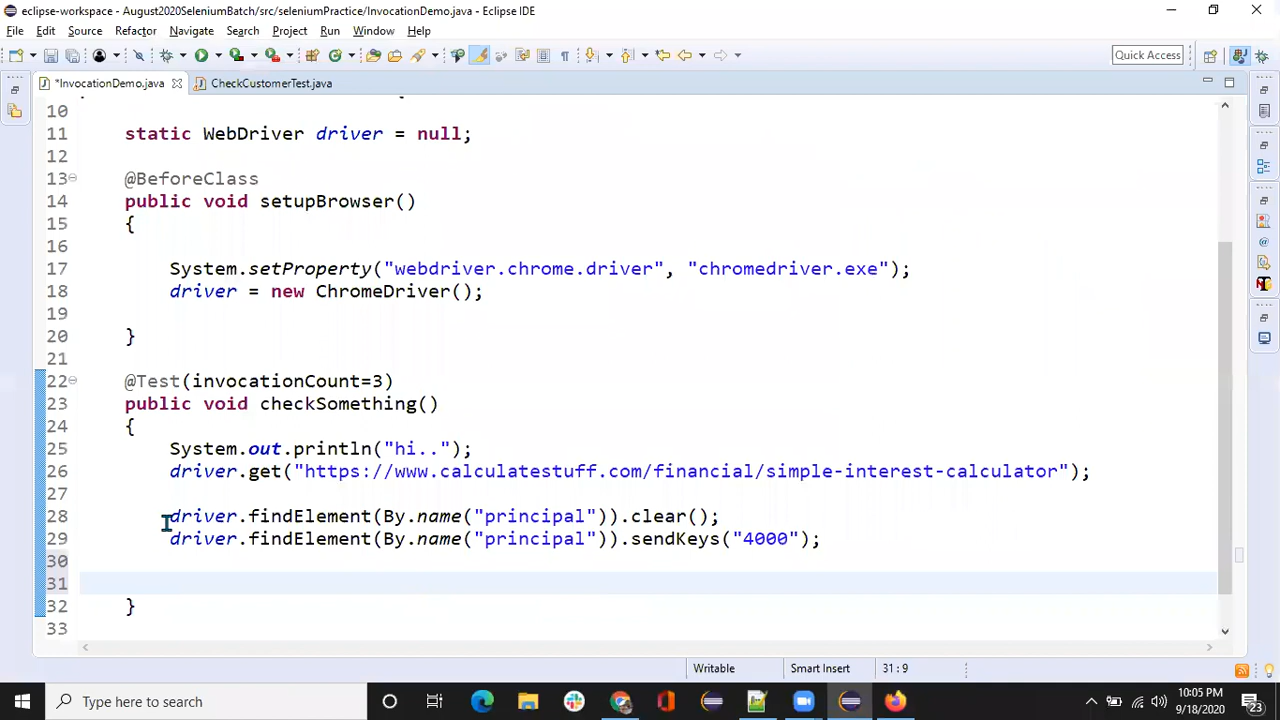 eclipse-workspace - August2020SeleniumBatch/src/seleniumPractice/InvocationDemo.java - Eclipse IDE
File Edit Source Refactor Navigate Search Project Run Window Help
Quick Access
*InvocationDemo.java CheckCustomerTest.java
10
11 static WebDriver driver = null;
12
13 @BeforeClass
14 public void setupBrowser()
15 {
16
17 System.setProperty("webdriver.chrome.driver", "chromedriver.exe");
18 driver = new ChromeDriver();
19
20 }
21
22 @Test(invocationCount=3)
23 public void checkSomething()
24 {
25 System.out.println("hi..");
26 driver.get("https://www.calculatestuff.com/financial/simple-interest-calculator");
27
28 driver.findElement(By.name("principal")).clear();
29 driver.findElement(By.name("principal")).sendKeys("4000");
30
31
32 }
33
Writable Smart Insert 31 : 9
Type here to search
10:05 PM
9/18/2020
23